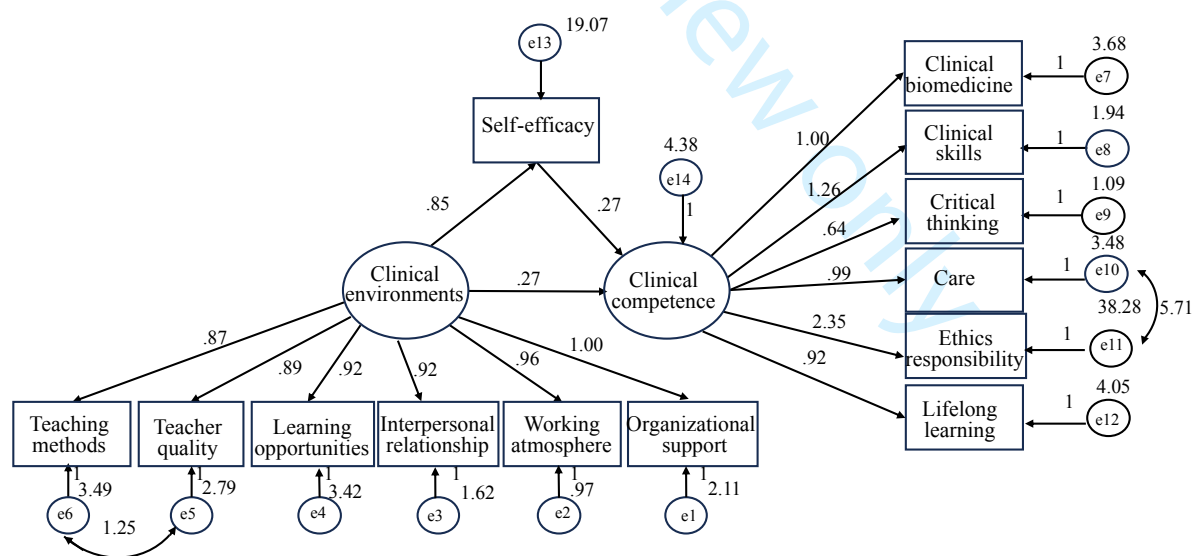 19.07
e13
Self-efficacy
4.38
e14
1
.85
.27
Clinical
environments
.27
Clinical
competence
Clinical
biomedicine
1
3.68
e7
1.00
Clinical
skills
1
1.94
e8
1.26
Critical
thinking
1
1.09
e9
.64
Care
1
3.48
e10
.99
Ethics
responsibility
1
38.28
e11
5.71
2.35
Lifelong
learning
1
4.05
e12
.92
.87
.89
.92
.92
.96
1.00
Teaching
methods
Teacher
quality
Learning
opportunities
Interpersonal
relationship
Working
atmosphere
Organizational
support
1
3.49
1
2.79
1
3.42
1
1.62
1
.97
1
2.11
e6
e5
e4
e3
e2
e1
1.25
ew only